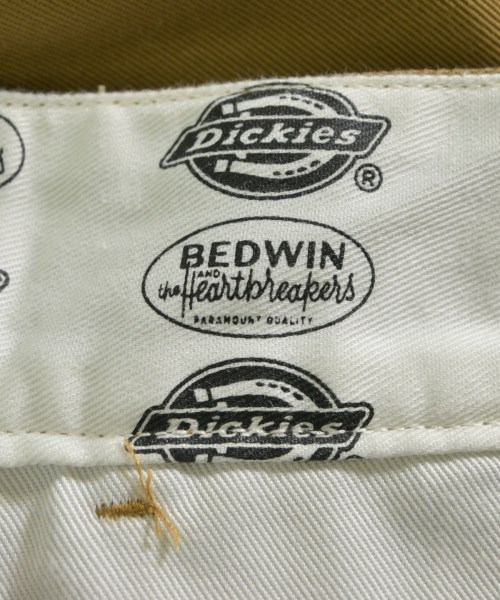 Dickies
®
BEDWIN
AND
the Heartbreakers
PARAMOUNT QUALITY
Dickies